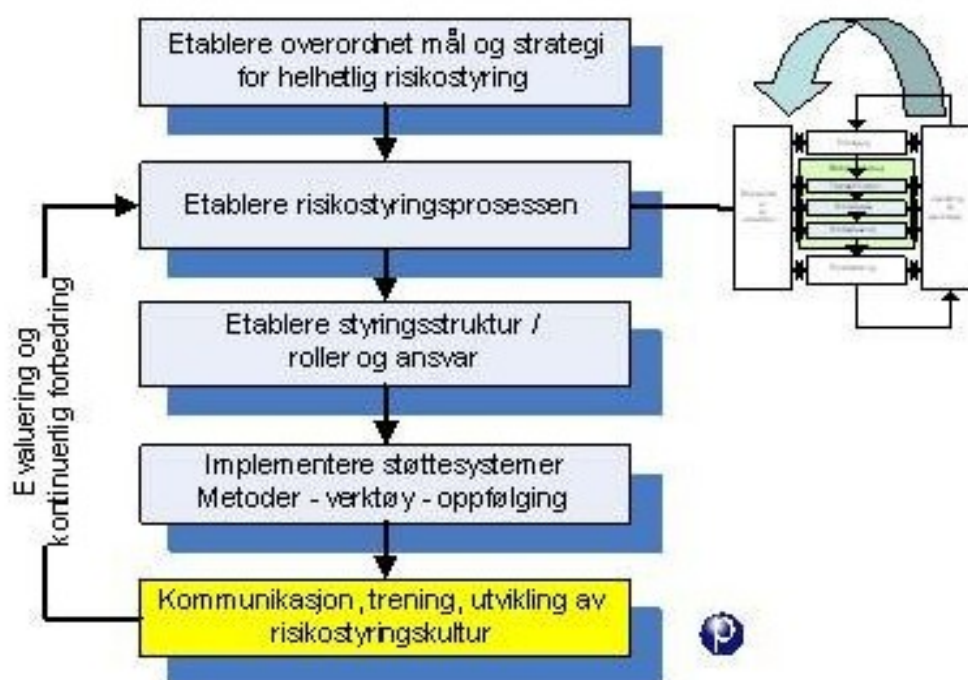 Etablere overordnet mål og strategi
for helhetlig risikostyring
Etablere risikostyringsprosessen
Etablere styringsstruktur /
roller og ansvar
Implementere støttesystemer
Metoder - verktøy - oppfølging
Kommunikasjon, trening, utvikling av
risikostyringskultur
Evaluering og
kontinuerlig forbedring
p